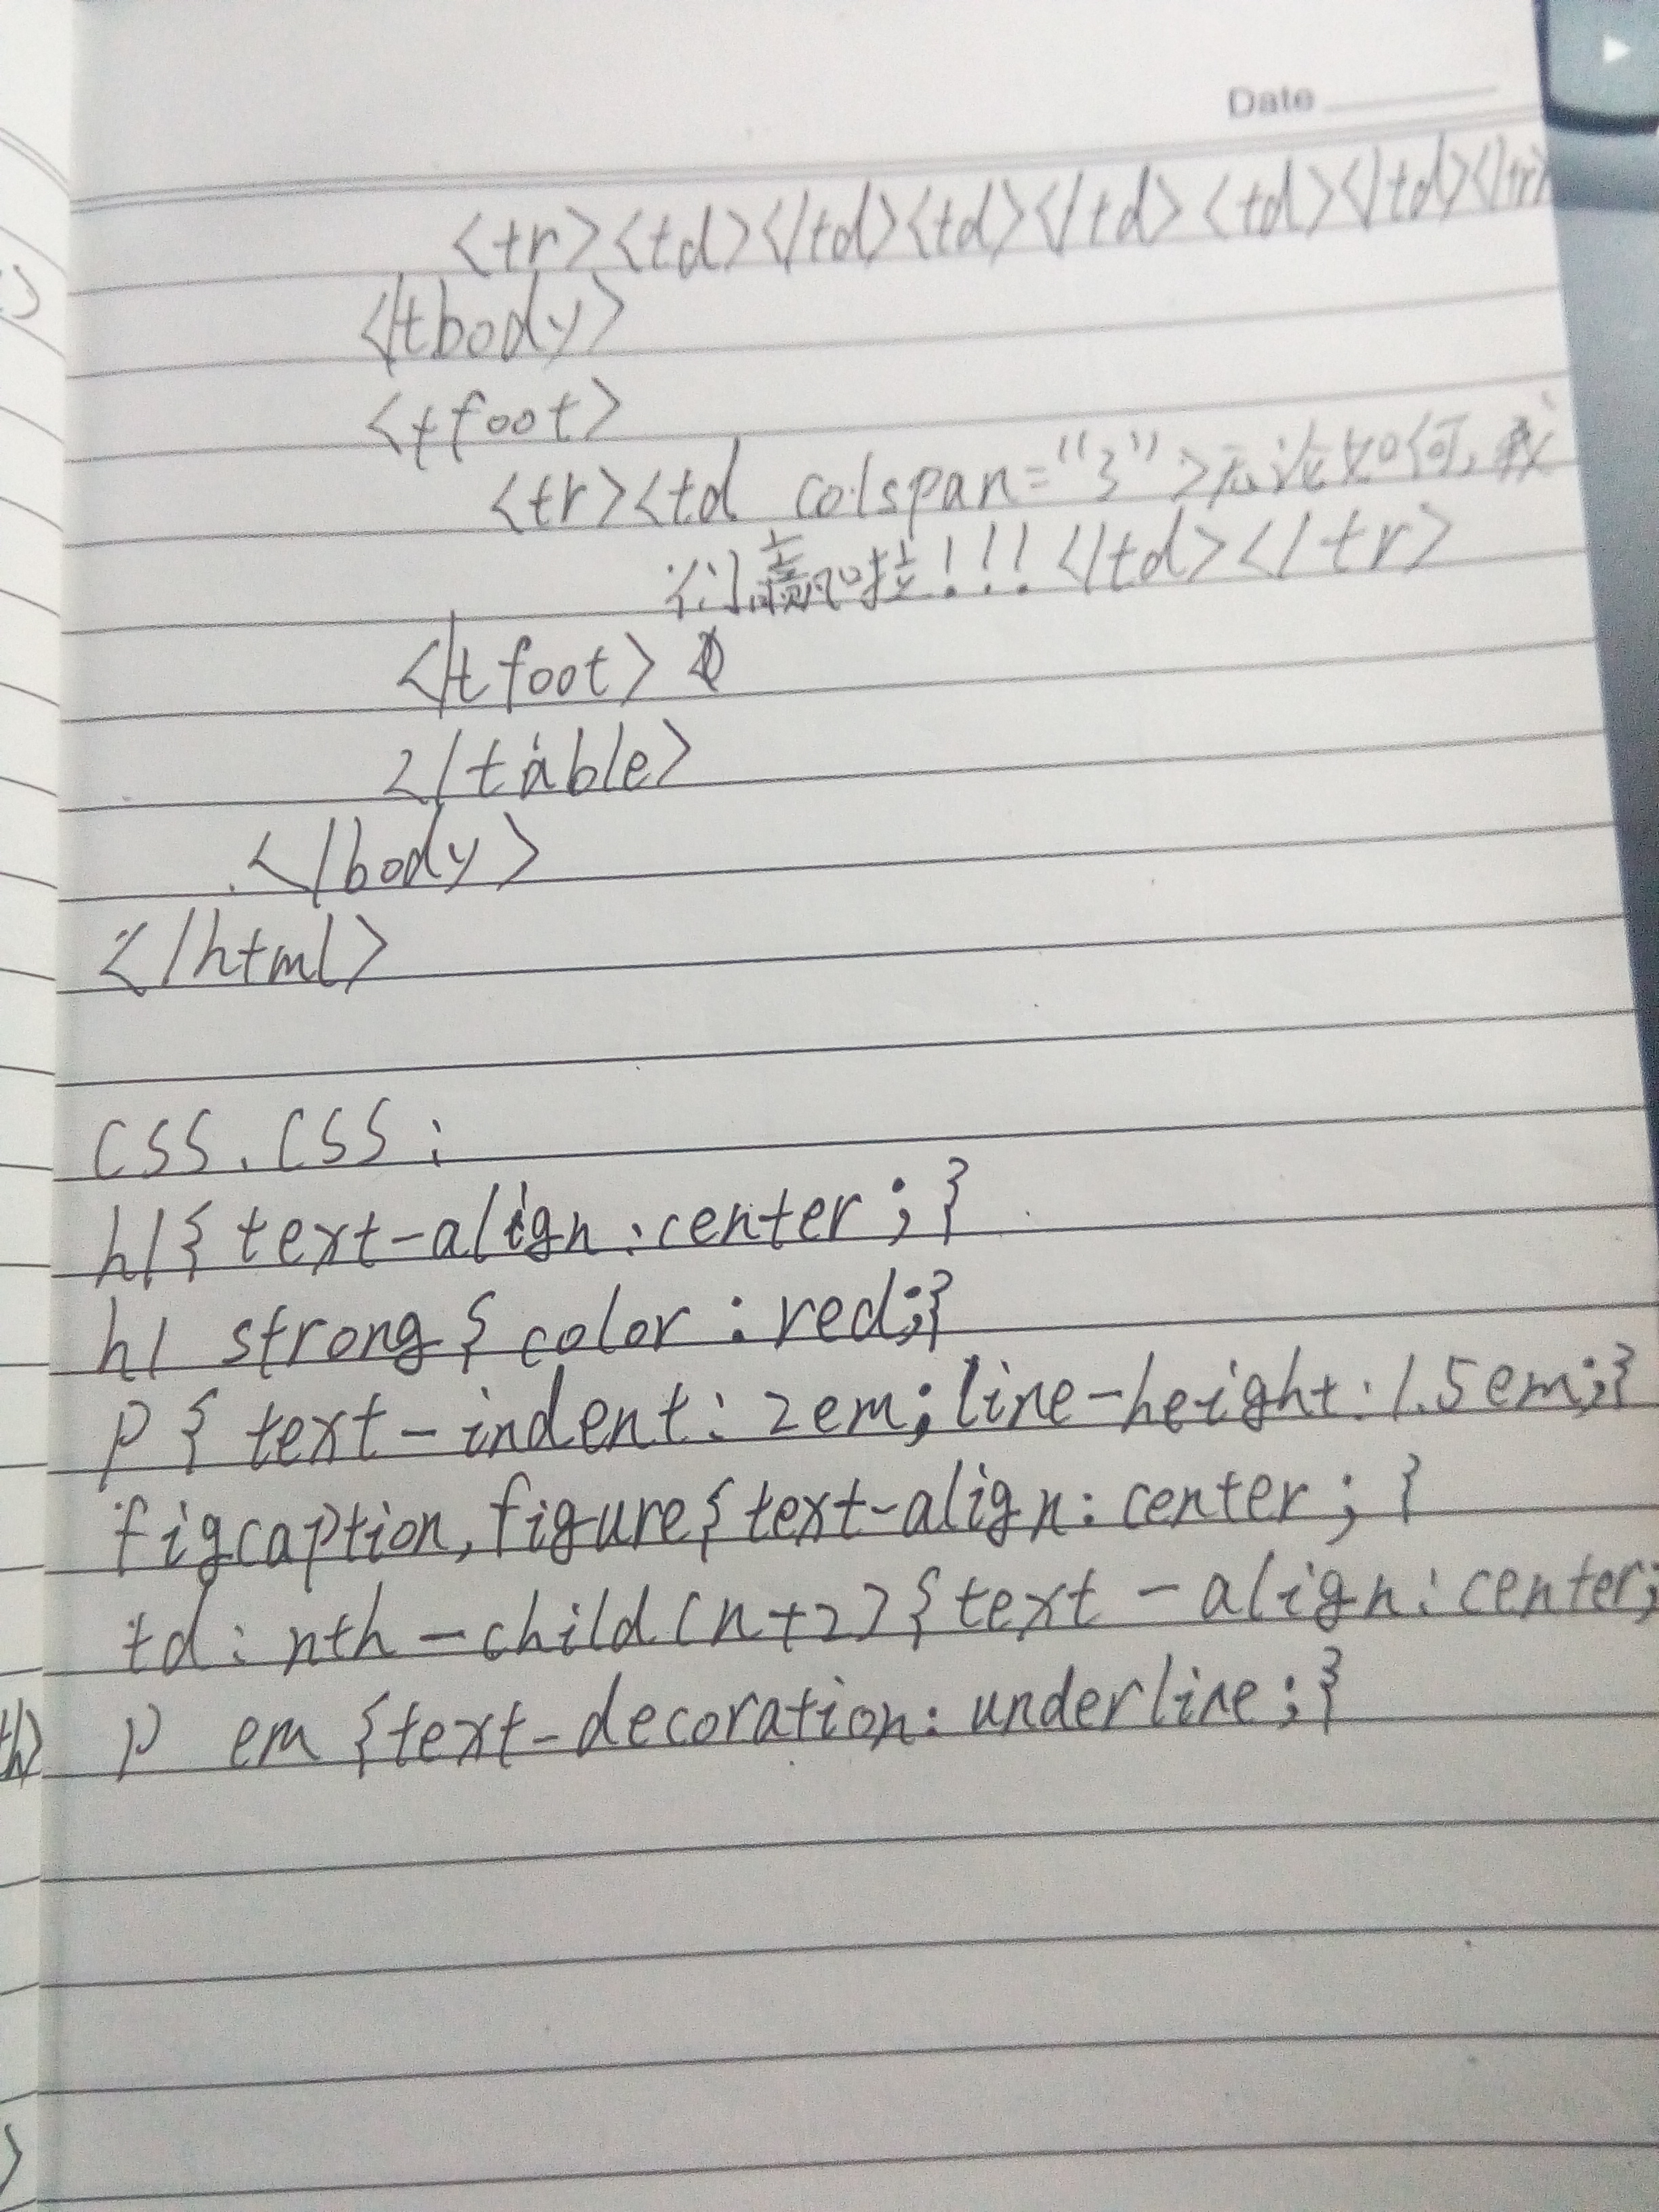 Date
<tr><td></td><td></td><td></td></tr>
</tbody>
<tfoot>
<tr><td colspan="3">无论如何,我
们赢啦!!!</td></tr>
</tfoot>
</table>
</body>
</html>
css.css:
h1{text-align:center;}
h1 strong{color:red;}
p{text-indent:2em;line-height:1.5em;}
figcaption,figure{text-align:center;}
td:nth-child(n+2){text-align:center;
p em{text-decoration:underline;}